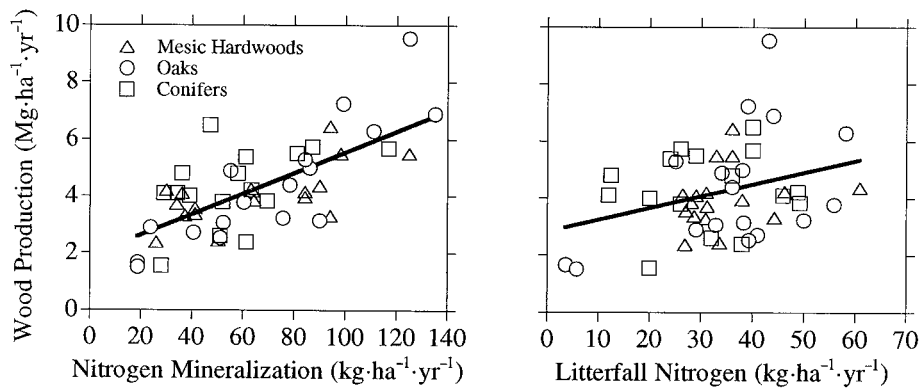 10
8
6
4
2
0
Wood Production (Mg·ha⁻¹·yr⁻¹)
Mesic Hardwoods
Oaks
Conifers
0 20 40 60 80 100 120 140
Nitrogen Mineralization (kg·ha⁻¹·yr⁻¹)
0 10 20 30 40 50 60 70
Litterfall Nitrogen (kg·ha⁻¹·yr⁻¹)